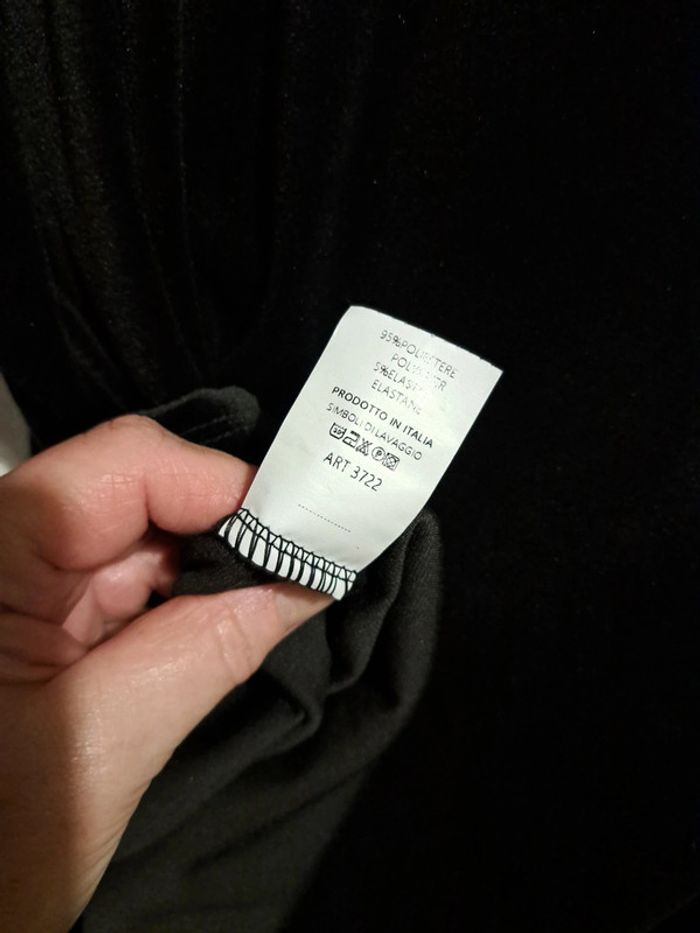 95%POLIESTERE
POLYESTER
5%ELASTAN
ELASTANE
PRODOTTO IN ITALIA
SIMBOLI DI LAVAGGIO
ART 3722